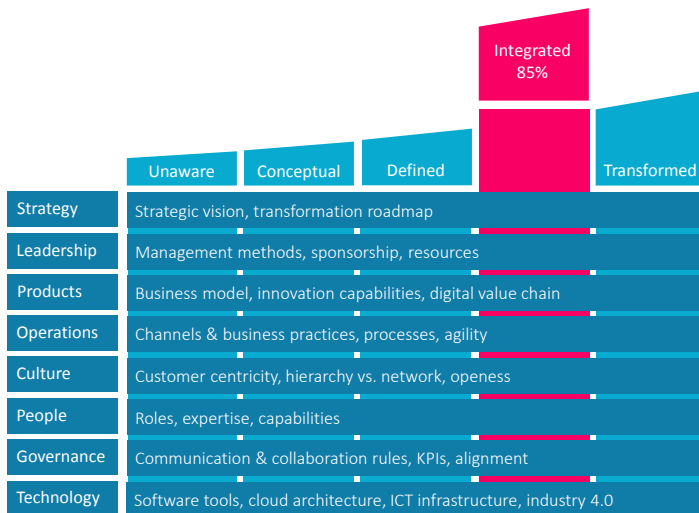 Integrated
85%
Unaware
Conceptual
Defined
Transformed
Strategy
Strategic vision, transformation roadmap
Leadership
Management methods, sponsorship, resources
Products
Business model, innovation capabilities, digital value chain
Operations
Channels & business practices, processes, agility
Culture
Customer centricity, hierarchy vs. network, openess
People
Roles, expertise, capabilities
Governance
Communication & collaboration rules, KPIs, alignment
Technology
Software tools, cloud architecture, ICT infrastructure, industry 4.0